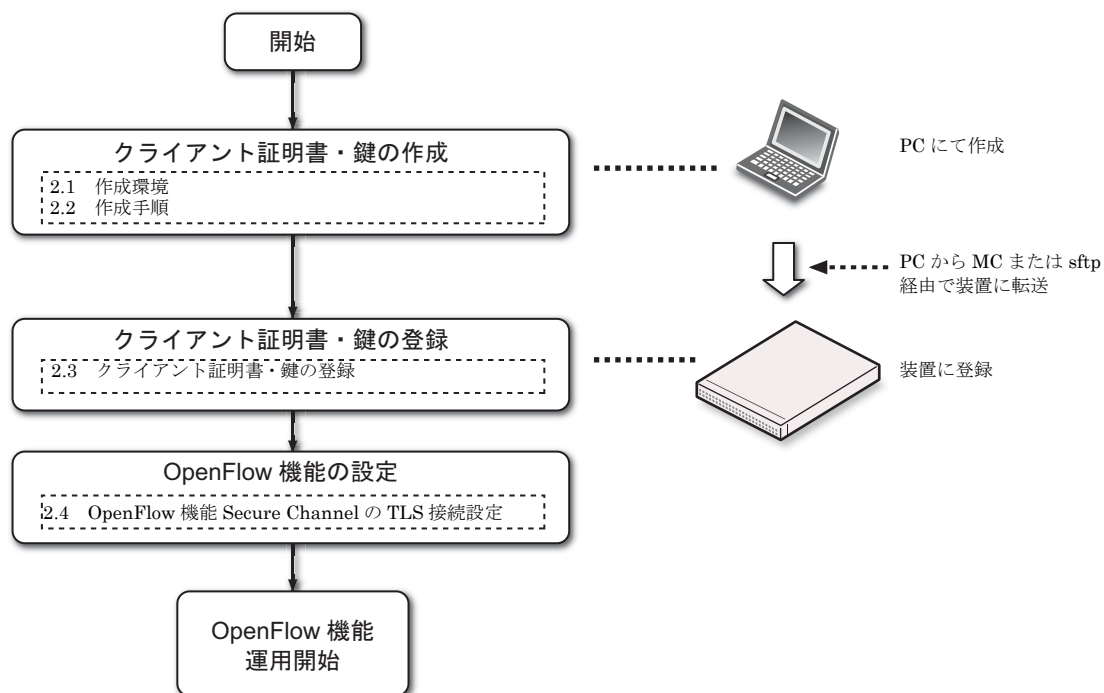 開始
クライアント証明書・鍵の作成
2.1 作成環境
2.2 作成手順
PC にて作成
PC から MC または sftp
経由で装置に転送
クライアント証明書・鍵の登録
2.3 クライアント証明書・鍵の登録
装置に登録
OpenFlow 機能の設定
2.4 OpenFlow 機能 Secure Channel の TLS 接続設定
OpenFlow 機能
運用開始